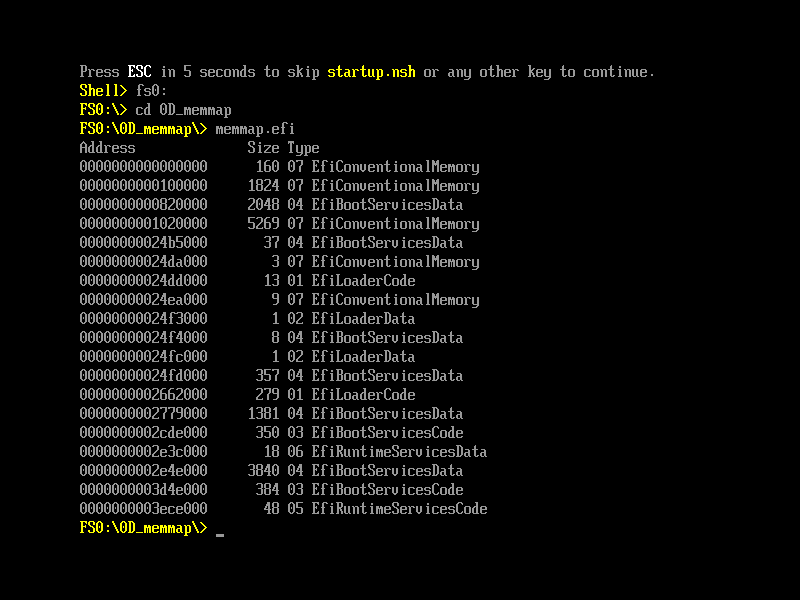 Press ESC in 5 seconds to skip startup.nsh or any other key to continue.
Shell> fs0:
FS0:\> cd 0D_memmap
FS0:\0D_memmap\> memmap.efi
Address Size Type
0000000000000000 160 07 EfiConventionalMemory
0000000000100000 1824 07 EfiConventionalMemory
0000000000820000 2048 04 EfiBootServicesData
0000000001020000 5269 07 EfiConventionalMemory
00000000024b5000 37 04 EfiBootServicesData
00000000024da000 3 07 EfiConventionalMemory
00000000024dd000 13 01 EfiLoaderCode
00000000024ea000 9 07 EfiConventionalMemory
00000000024f3000 1 02 EfiLoaderData
00000000024f4000 8 04 EfiBootServicesData
00000000024fc000 1 02 EfiLoaderData
00000000024fd000 357 04 EfiBootServicesData
0000000002662000 279 01 EfiLoaderCode
0000000002779000 1381 04 EfiBootServicesData
0000000002cde000 350 03 EfiBootServicesCode
0000000002e3c000 18 06 EfiRuntimeServicesData
0000000002e4e000 3840 04 EfiBootServicesData
0000000003d4e000 384 03 EfiBootServicesCode
0000000003ece000 48 05 EfiRuntimeServicesCode
FS0:\0D_memmap\> _